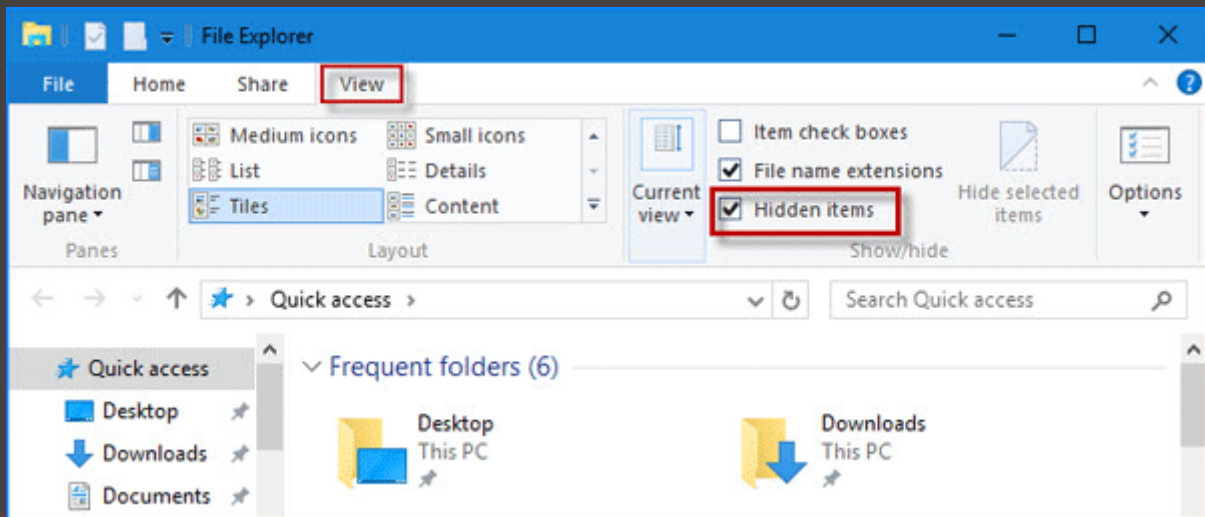 File Explorer
File Home Share View
Medium icons Small icons Item check boxes
List Details File name extensions
Navigation pane Tiles Content Current view Hidden items Hide selected items Options
Panes Layout Show/hide
Quick access Search Quick access
Quick access Frequent folders (6)
Desktop Desktop Downloads
This PC This PC
Downloads
Documents